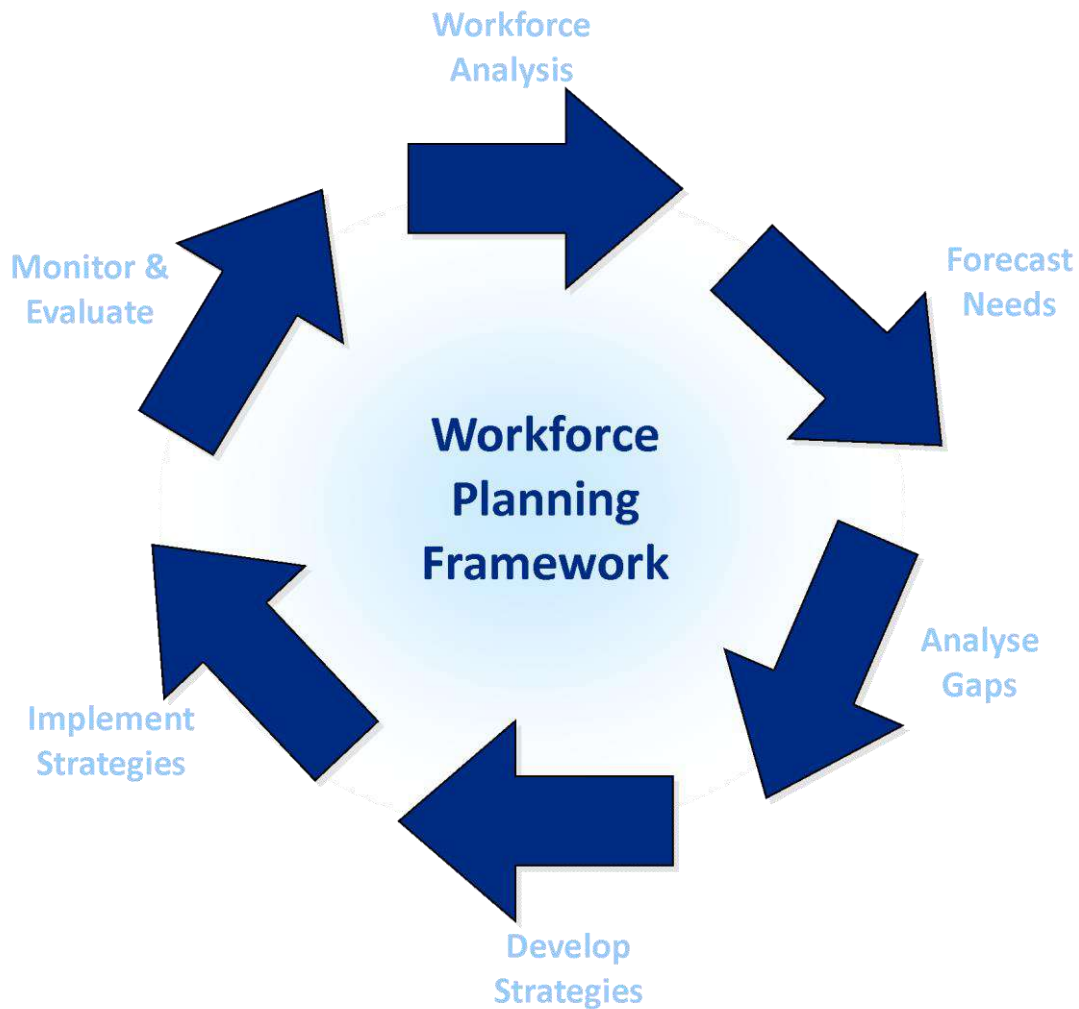 Workforce
Analysis
Forecast
Needs
Monitor &
Evaluate
Workforce
Planning
Framework
Analyse
Gaps
Implement
Strategies
Develop
Strategies